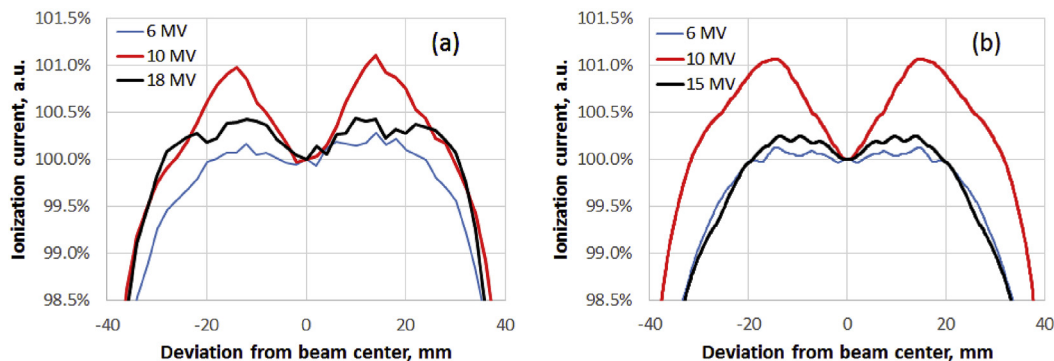 101.5%
101.0%
100.5%
100.0%
99.5%
99.0%
98.5%
Ionization current, a.u.
6 MV
10 MV
18 MV
(a)
-40 -20 0 20 40
Deviation from beam center, mm
101.5%
101.0%
100.5%
100.0%
99.5%
99.0%
98.5%
Ionization current, a.u.
6 MV
10 MV
15 MV
(b)
-40 -20 0 20 40
Deviation from beam center, mm